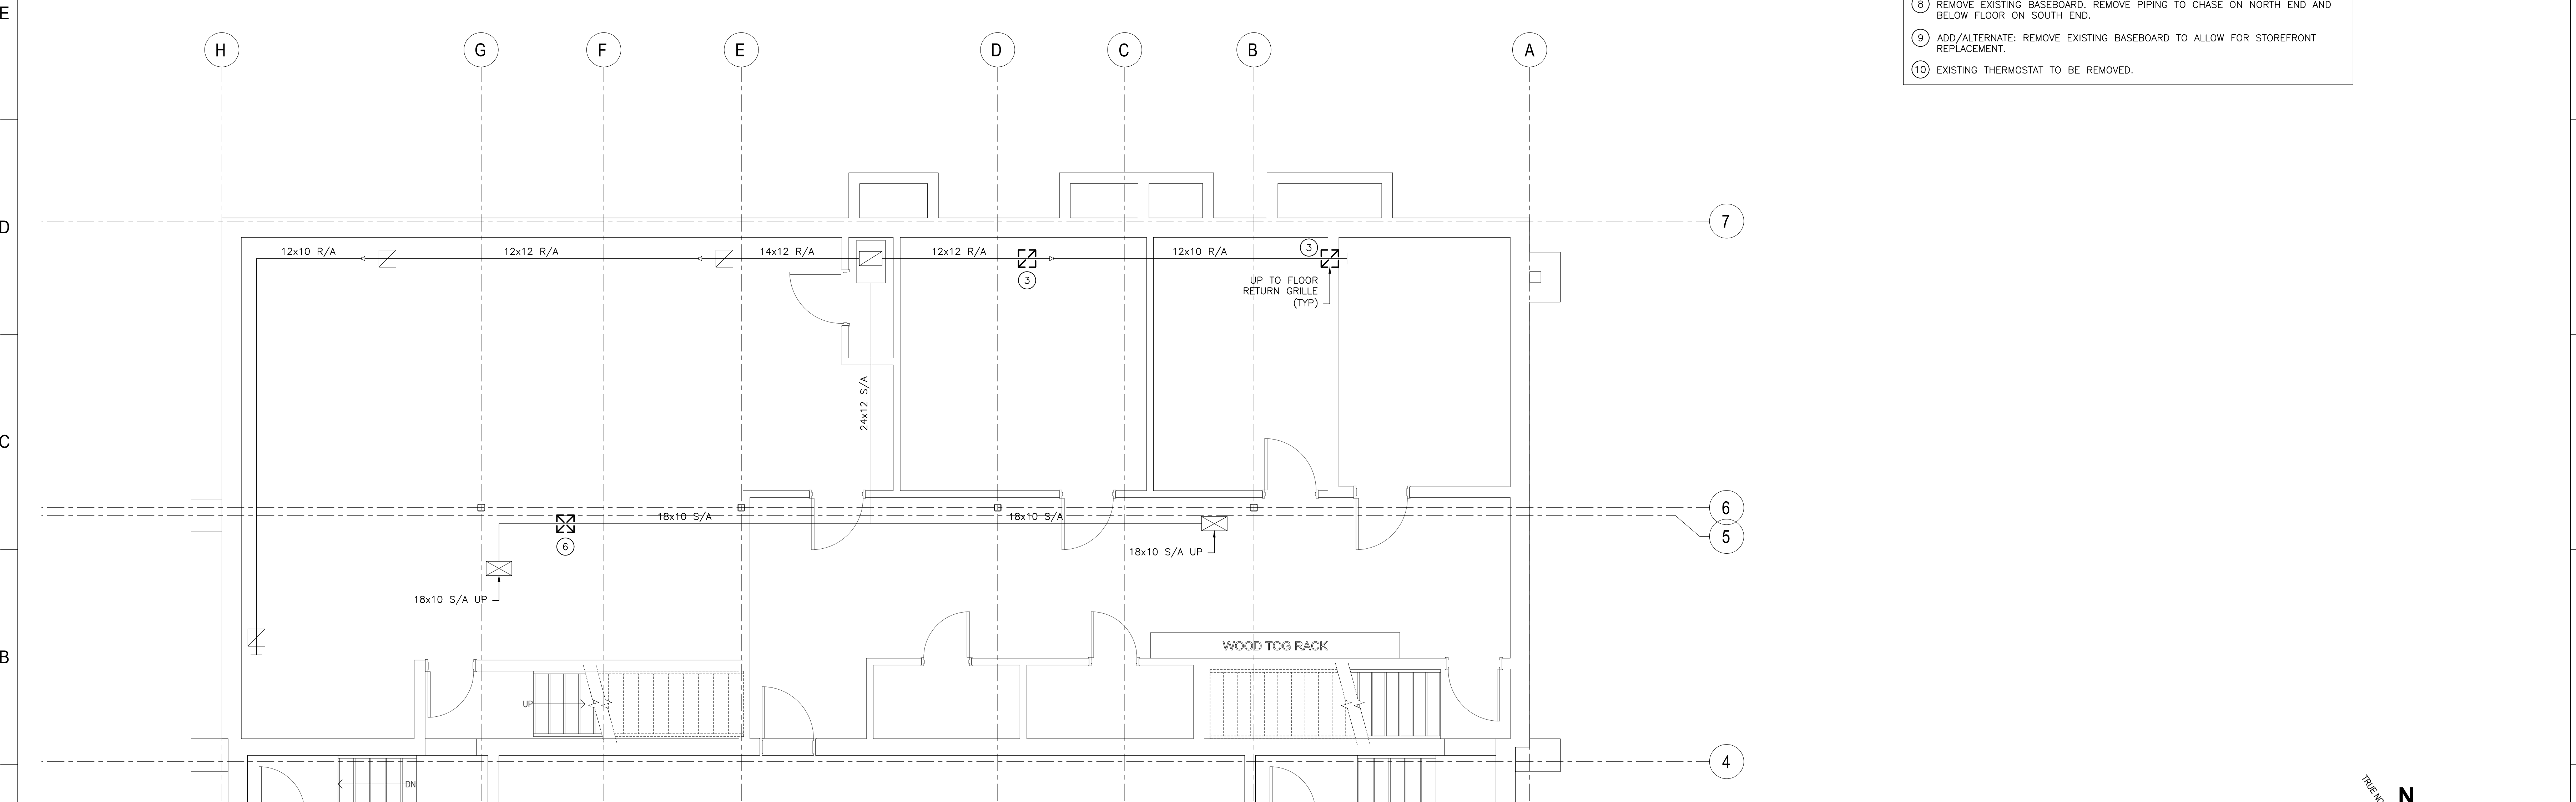 E
8 REMOVE EXISTING BASEBOARD. REMOVE PIPING TO CHASE ON NORTH END AND
BELOW FLOOR ON SOUTH END.
9 ADD/ALTERNATE: REMOVE EXISTING BASEBOARD TO ALLOW FOR STOREFRONT
REPLACEMENT.
10 EXISTING THERMOSTAT TO BE REMOVED.
H G F E D C B A
D
7
12x10 R/A 12x12 R/A 14x12 R/A 12x12 R/A 12x10 R/A
3
3
UP TO FLOOR
RETURN GRILLE
(TYP)
24x12 S/A
C
6
5
18x10 S/A 18x10 S/A
6
18x10 S/A UP
18x10 S/A UP
B
WOOD TOG RACK
UP
4
DN
N